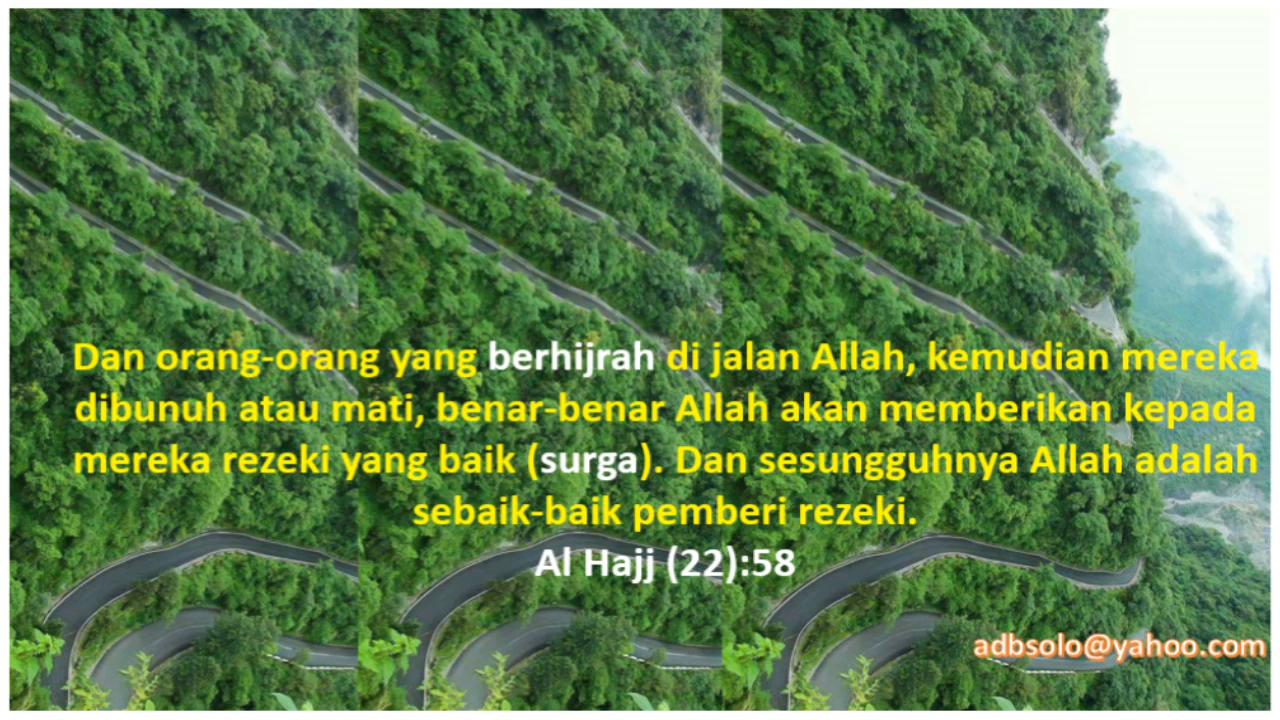 Dan orang-orang yang berhijrah di jalan Allah, kemudian mereka
dibunuh atau mati, benar-benar Allah akan memberikan kepada
mereka rezeki yang baik (surga). Dan sesungguhnya Allah adalah
sebaik-baik pemberi rezeki.
Al Hajj (22):58
adbsolo@yahoo.com